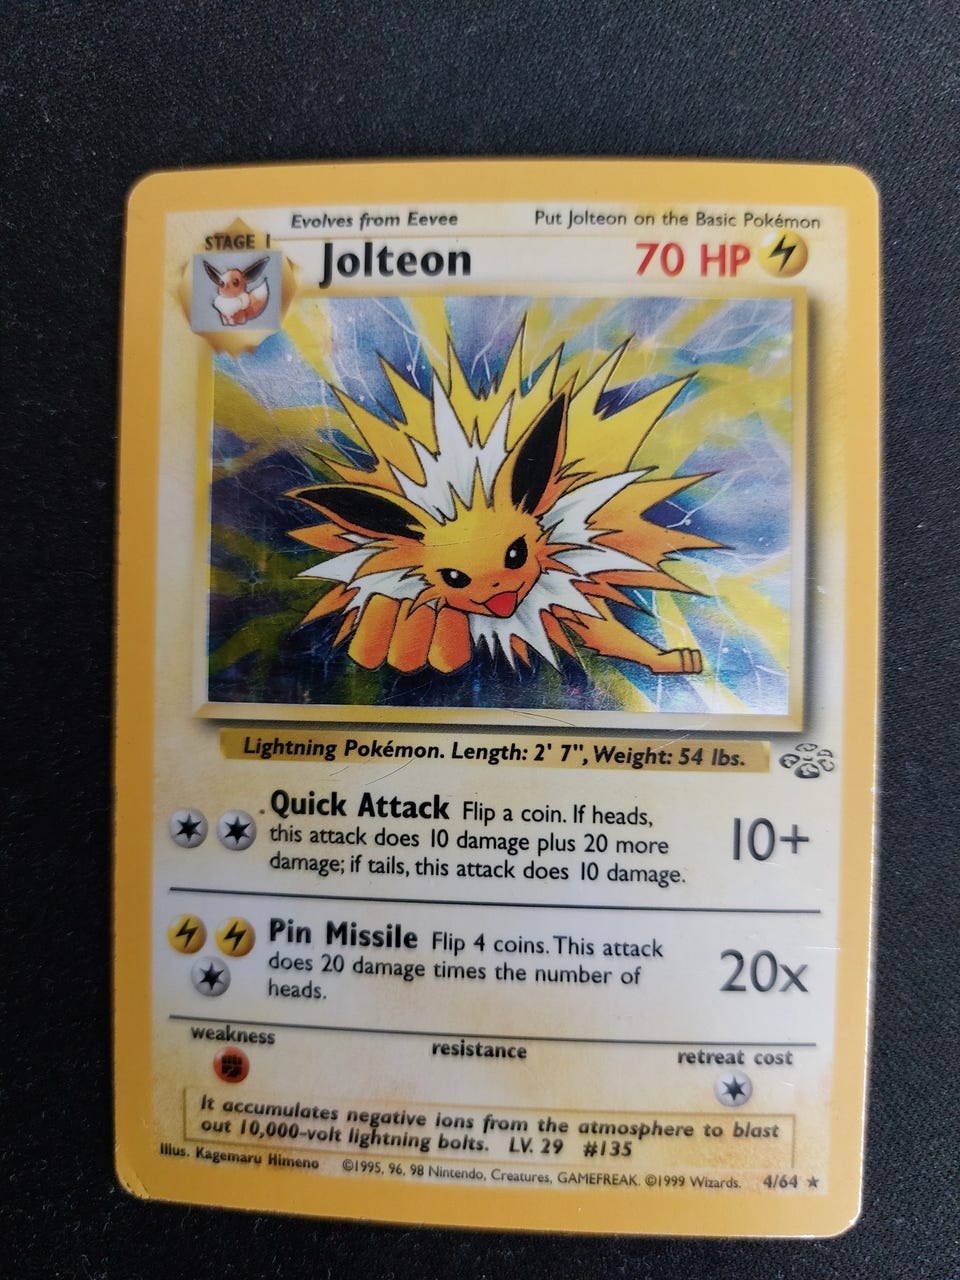 Evolves from Eevee
Put Jolteon on the Basic Pokémon
STAGE 1
Jolteon
70 HP
Lightning Pokémon. Length: 2' 7", Weight: 54 lbs.
Quick Attack Flip a coin. If heads,
this attack does 10 damage plus 20 more
damage; if tails, this attack does 10 damage.
10+
Pin Missile Flip 4 coins. This attack
does 20 damage times the number of
heads.
20x
weakness
resistance
retreat cost
It accumulates negative ions from the atmosphere to blast
out 10,000-volt lightning bolts. LV. 29 #135
Illus. Kagemaru Himeno ©1995, 96, 98 Nintendo, Creatures, GAMEFREAK. ©1999 Wizards. 4/64 ★